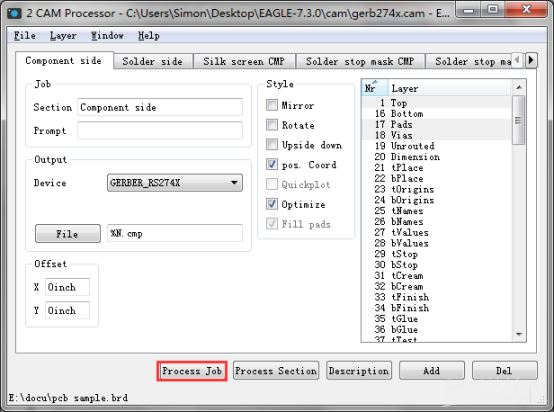 2 CAM Processor - C:\Users\Simon\Desktop\EAGLE-7.3.0\cam\gerb274x.cam - E...
File Layer Window Help
Component side Solder side Silk screen CMP Solder stop mask CMP Solder stop ma
Job
Section Component side
Prompt
Output
Device GERBER_RS274X
File %N.cmp
Offset
X 0inch
Y 0inch
Style
Mirror
Rotate
Upside down
pos. Coord
Quickplot
Optimize
Fill pads
Nr Layer
1 Top
16 Bottom
17 Pads
18 Vias
19 Unrouted
20 Dimension
21 tPlace
22 bPlace
23 tOrigins
24 bOrigins
25 tNames
26 bNames
27 tValues
28 bValues
29 tStop
30 bStop
31 tCream
32 bCream
33 tFinish
34 bFinish
35 tGlue
36 bGlue
37 tTest
Process Job Process Section Description Add Del
E:\docu\pcb sample.brd